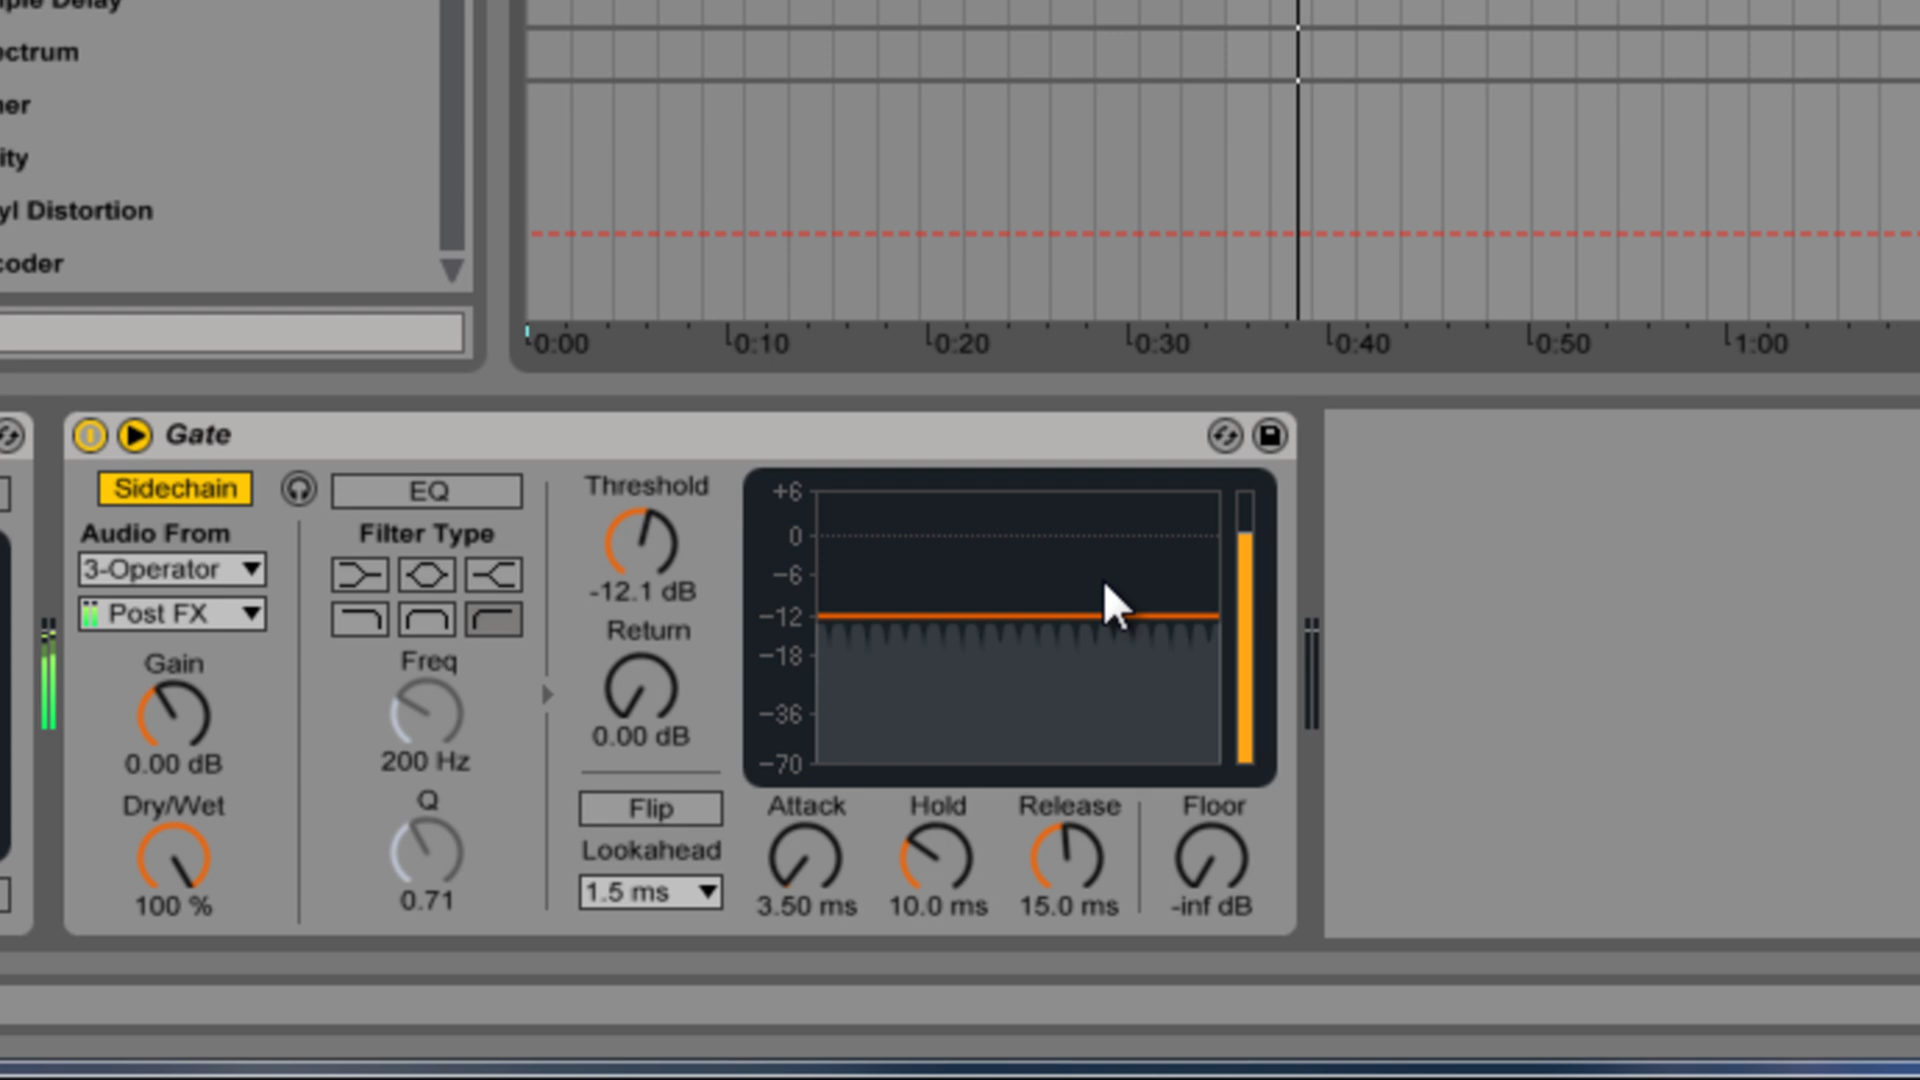 ple Delay
ectrum
ner
ity
yl Distortion
coder
0:00 0:10 0:20 0:30 0:40 0:50 1:00
Gate
Sidechain
Audio From
3-Operator
Post FX
Gain
0.00 dB
Dry/Wet
100 %
EQ
Filter Type
Freq
200 Hz
Q
0.71
Threshold
-12.1 dB
Return
0.00 dB
Flip
Lookahead
1.5 ms
+6
0
-6
-12
-18
-36
-70
Attack Hold Release Floor
3.50 ms 10.0 ms 15.0 ms -inf dB